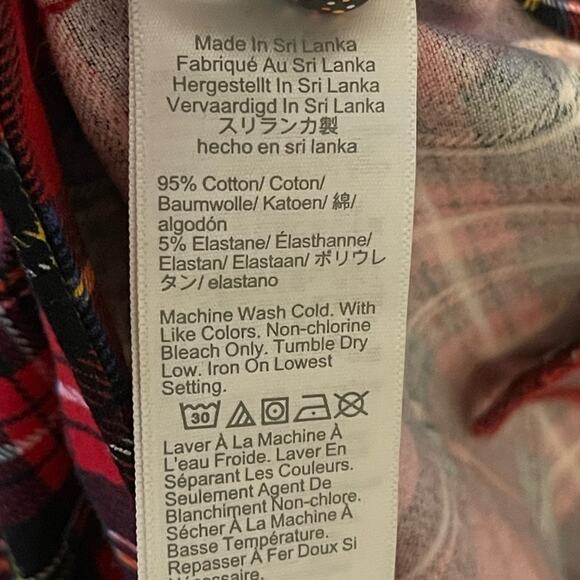 Made In Sri Lanka
Fabriqué Au Sri Lanka
Hergestellt In Sri Lanka
Vervaardigd In Sri Lanka
スリランカ製
hecho en sri lanka
95% Cotton/ Coton/
Baumwolle/ Katoen/ 綿/
algodón
5% Elastane/ Élasthanne/
Elastan/ Elastaan/ ポリウレ
タン/ elastano
Machine Wash Cold. With
Like Colors. Non-chlorine
Bleach Only. Tumble Dry
Low. Iron On Lowest
Setting.
30
Laver À La Machine À
L'eau Froide. Laver En
Séparant Les Couleurs.
Seulement Agent De
Blanchiment Non-chlore.
Sécher À La Machine À
Basse Température.
Repasser À Fer Doux Si
Nécessaire.